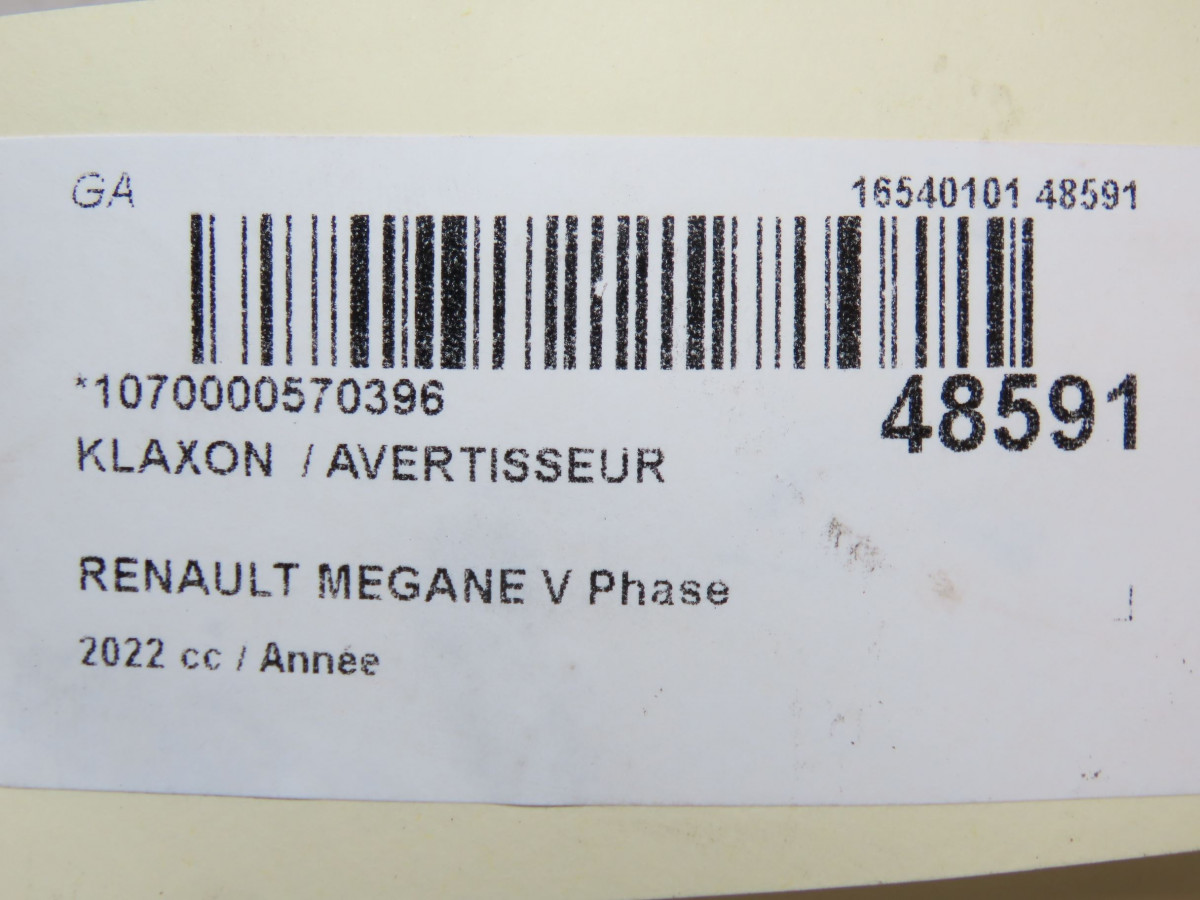 GA
16540101 48591
*1070000570396
48591
KLAXON / AVERTISSEUR
RENAULT MEGANE V Phase
2022 cc / Année